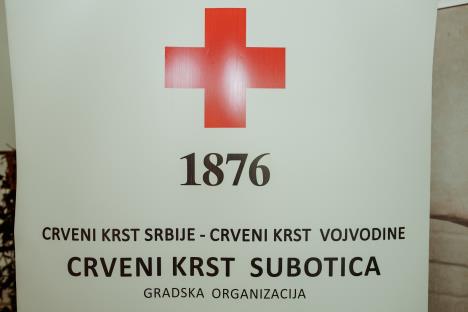 1876
CRVENI KRST SRBIJE - CRVENI KRST VOJVODINE
CRVENI KRST SUBOTICA
GRADSKA ORGANIZACIJA